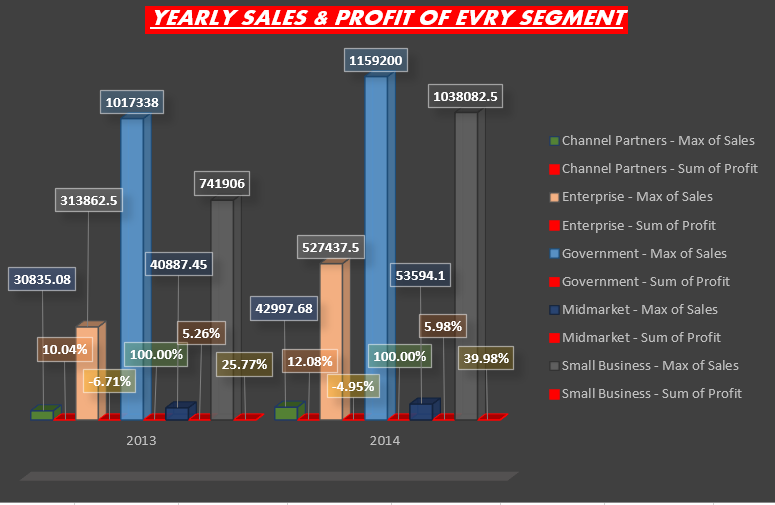 YEARLY SALES & PROFIT OF EVRY SEGMENT
1159200
1017338
1038082.5
741906
313862.5
527437.5
40887.45
53594.1
30835.08
42997.68
5.26%
5.98%
10.04%
100.00%
100.00%
12.08%
39.98%
25.77%
-6.71%
-4.95%
2013
2014
Channel Partners - Max of Sales
Channel Partners - Sum of Profit
Enterprise - Max of Sales
Enterprise - Sum of Profit
Government - Max of Sales
Government - Sum of Profit
Midmarket - Max of Sales
Midmarket - Sum of Profit
Small Business - Max of Sales
Small Business - Sum of Profit